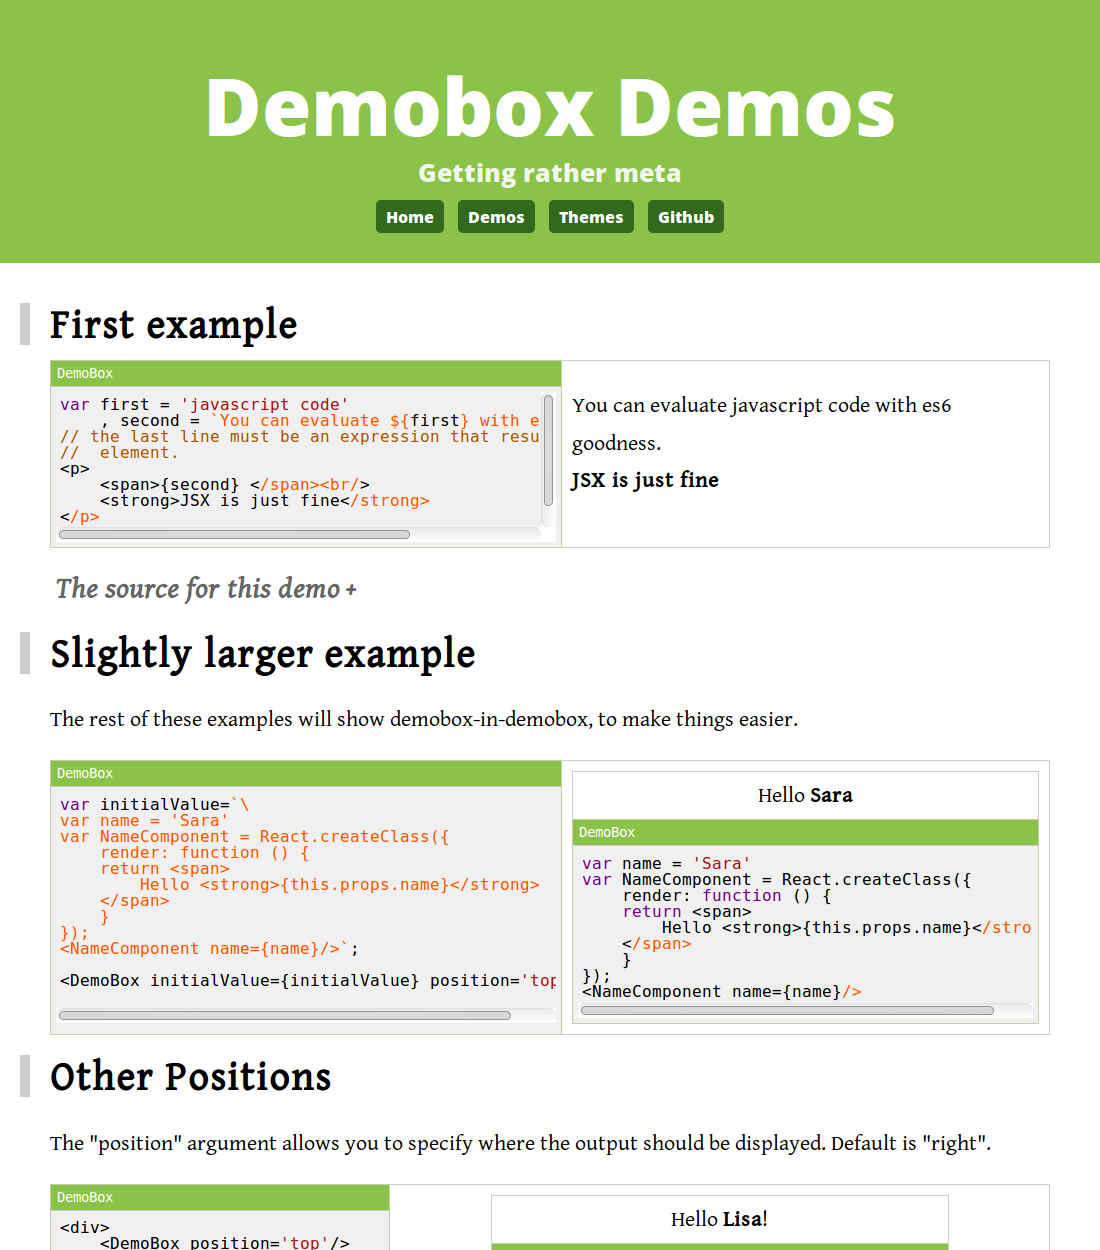 Demobox Demos
Getting rather meta
Home Demos Themes Github
First example
DemoBox
var first = 'javascript code'
    , second = `You can evaluate ${first} with e
// the last line must be an expression that resu
//  element.
<p>
    <span>{second} </span><br/>
    <strong>JSX is just fine</strong>
</p>
You can evaluate javascript code with es6
goodness.
JSX is just fine
The source for this demo +
Slightly larger example
The rest of these examples will show demobox-in-demobox, to make things easier.
DemoBox
var initialValue=`\
var name = 'Sara'
var NameComponent = React.createClass({
    render: function () {
    return <span>
        Hello <strong>{this.props.name}</strong>
    </span>
    }
});
<NameComponent name={name}/>`;
<DemoBox initialValue={initialValue} position='top
Hello Sara
DemoBox
var name = 'Sara'
var NameComponent = React.createClass({
    render: function () {
    return <span>
        Hello <strong>{this.props.name}</stro
    </span>
    }
});
<NameComponent name={name}/>
Other Positions
The "position" argument allows you to specify where the output should be displayed. Default is "right".
DemoBox
<div>
    <DemoBox position='top'/>
Hello Lisa!